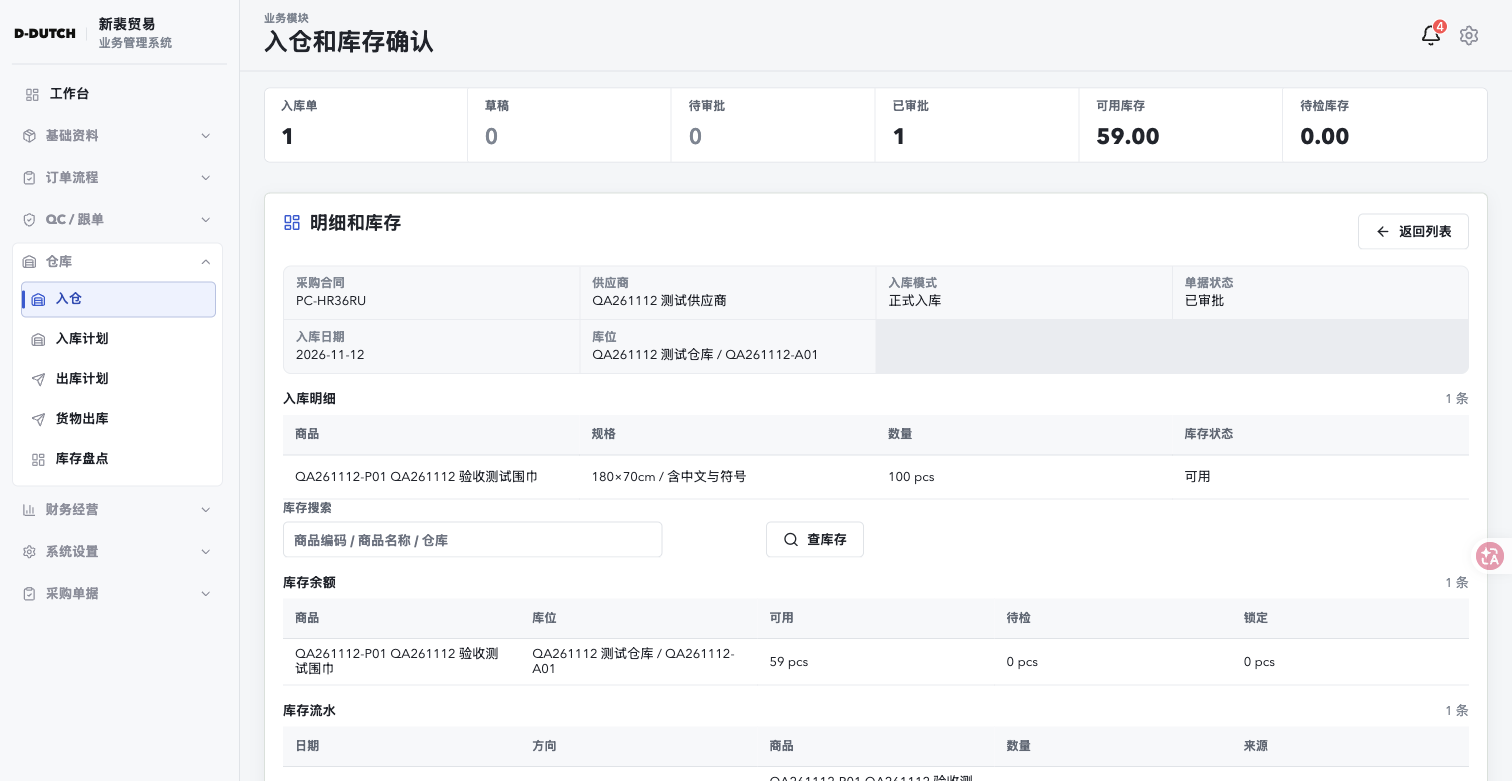 D-DUTCH
新裴贸易
业务管理系统
工作台
基础资料
订单流程
QC / 跟单
仓库
入仓
入库计划
出库计划
货物出库
库存盘点
财务经营
系统设置
采购单据
业务模块
入仓和库存确认
4
入库单
1
草稿
0
待审批
0
已审批
1
可用库存
59.00
待检库存
0.00
明细和库存
返回列表
采购合同
PC-HR36RU
供应商
QA261112 测试供应商
入库模式
正式入库
单据状态
已审批
入库日期
2026-11-12
库位
QA261112 测试仓库 / QA261112-A01
入库明细
1 条
商品 规格 数量 库存状态
QA261112-P01 QA261112 验收测试围巾 180×70cm / 含中文与符号 100 pcs 可用
库存搜索
商品编码 / 商品名称 / 仓库
查库存
库存余额
1 条
商品 库位 可用 待检 锁定
QA261112-P01 QA261112 验收测
试围巾
QA261112 测试仓库 / QA261112-
A01
59 pcs
0 pcs
0 pcs
库存流水
1 条
日期 方向 商品 数量 来源
QA261112-P01 QA261112 验收测